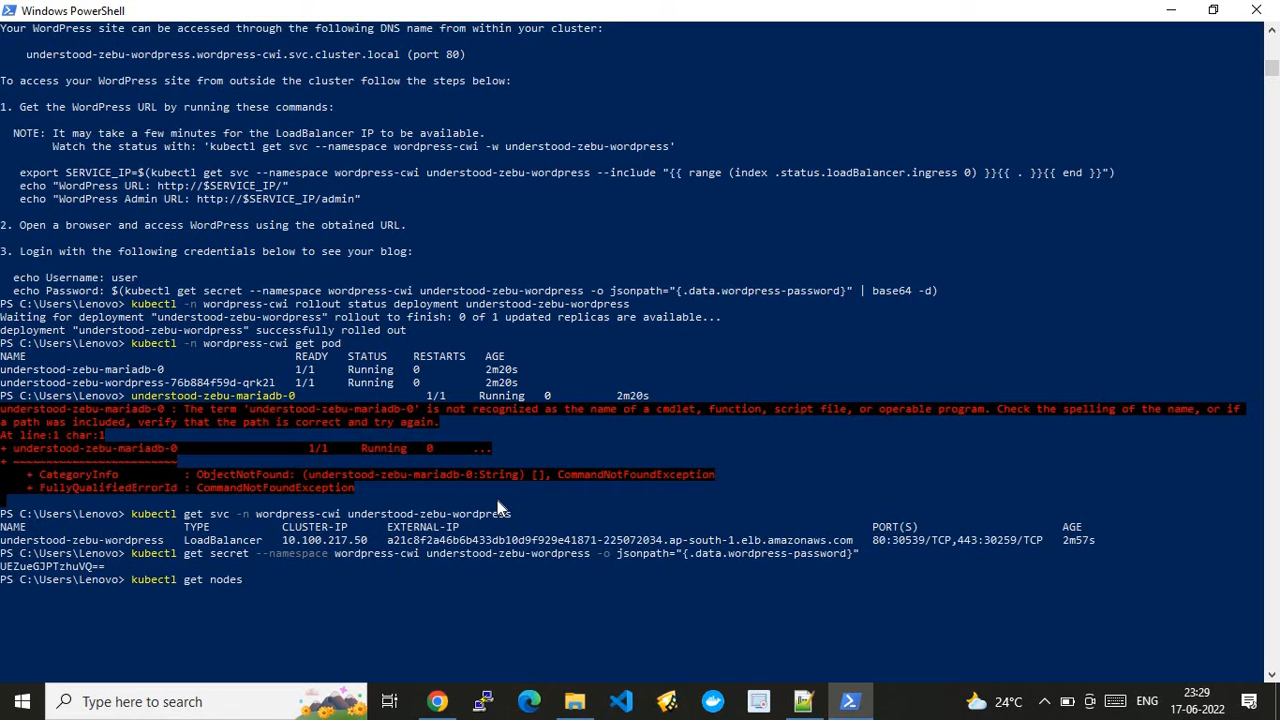 Windows PowerShell
Your WordPress site can be accessed through the following DNS name from within your cluster:
understood-zebu-wordpress.wordpress-cwi.svc.cluster.local (port 80)
To access your WordPress site from outside the cluster follow the steps below:
1. Get the WordPress URL by running these commands:
NOTE: It may take a few minutes for the LoadBalancer IP to be available.
Watch the status with: 'kubectl get svc --namespace wordpress-cwi -w understood-zebu-wordpress'
export SERVICE_IP=$(kubectl get svc --namespace wordpress-cwi understood-zebu-wordpress --include "{{ range (index .status.loadBalancer.ingress 0) }}{{ . }}{{ end }}")
echo "WordPress URL: http://$SERVICE_IP/"
echo "WordPress Admin URL: http://$SERVICE_IP/admin"
2. Open a browser and access WordPress using the obtained URL.
3. Login with the following credentials below to see your blog:
echo Username: user
echo Password: $(kubectl get secret --namespace wordpress-cwi understood-zebu-wordpress -o jsonpath="{.data.wordpress-password}" | base64 -d)
PS C:\Users\Lenovo> kubectl -n wordpress-cwi rollout status deployment understood-zebu-wordpress
Waiting for deployment "understood-zebu-wordpress" rollout to finish: 0 of 1 updated replicas are available...
deployment "understood-zebu-wordpress" successfully rolled out
PS C:\Users\Lenovo> kubectl -n wordpress-cwi get pod
NAME READY STATUS RESTARTS AGE
understood-zebu-mariadb-0 1/1 Running 0 2m20s
understood-zebu-wordpress-76b884f59d-qrk2l 1/1 Running 0 2m20s
PS C:\Users\Lenovo> understood-zebu-mariadb-0 1/1 Running 0 2m20s
understood-zebu-mariadb-0 : The term 'understood-zebu-mariadb-0' is not recognized as the name of a cmdlet, function, script file, or operable program. Check the spelling of the name, or if
a path was included, verify that the path is correct and try again.
At line:1 char:1
+ understood-zebu-mariadb-0 1/1 Running 0 ...
+ ~~~~~~~~~~~~~~~~~~~~~~~~~
+ CategoryInfo : ObjectNotFound: (understood-zebu-mariadb-0:String) [], CommandNotFoundException
+ FullyQualifiedErrorId : CommandNotFoundException
PS C:\Users\Lenovo> kubectl get svc -n wordpress-cwi understood-zebu-wordpress
NAME TYPE CLUSTER-IP EXTERNAL-IP PORT(S) AGE
understood-zebu-wordpress LoadBalancer 10.100.217.50 a21c8f2a46b6b433db10d9f929e41871-225072034.ap-south-1.elb.amazonaws.com 80:30539/TCP,443:30259/TCP 2m57s
PS C:\Users\Lenovo> kubectl get secret --namespace wordpress-cwi understood-zebu-wordpress -o jsonpath="{.data.wordpress-password}"
UEZueGJPTzhuVQ==
PS C:\Users\Lenovo> kubectl get nodes
Type here to search
24°C
ENG
23:29
17-06-2022